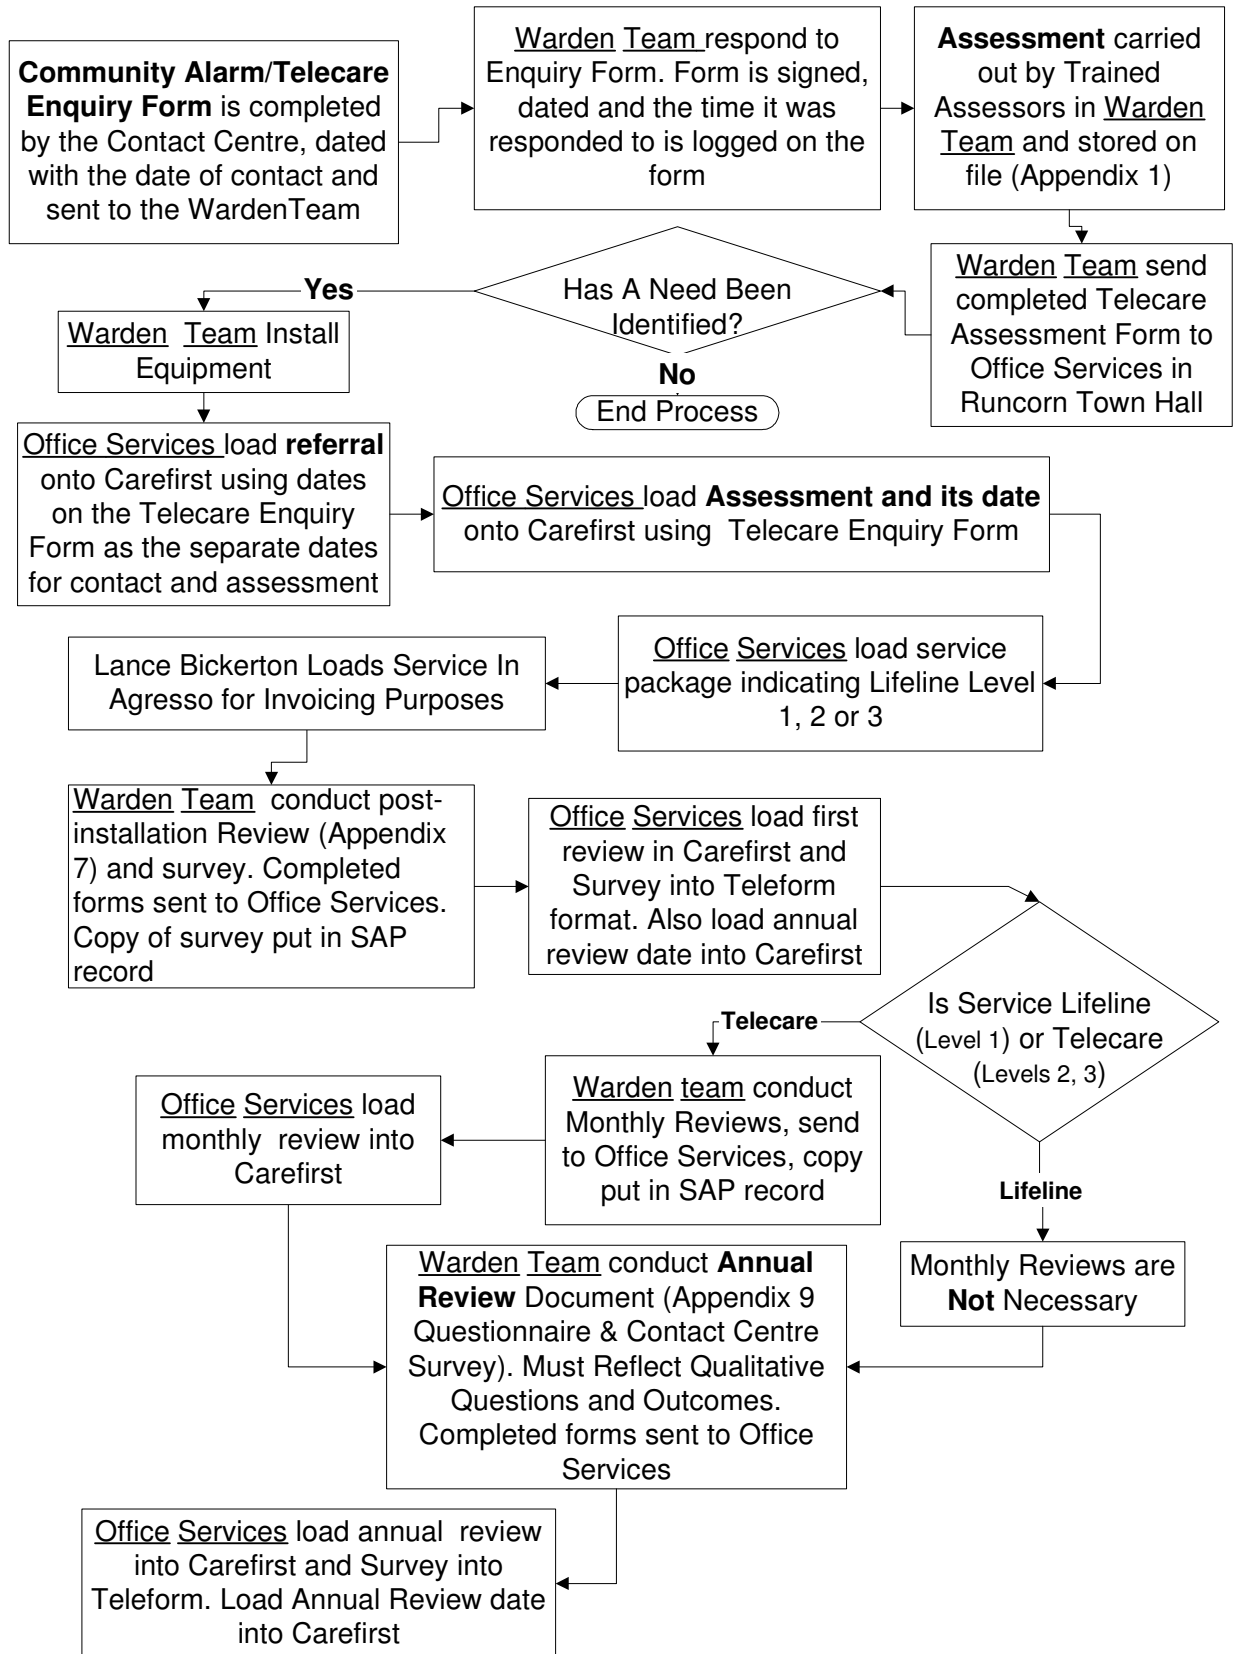 Community Alarm/Telecare
Enquiry Form is completed
by the Contact Centre, dated
with the date of contact and
sent to the WardenTeam
Warden Team respond to
Enquiry Form. Form is signed,
dated and the time it was
responded to is logged on the
form
Assessment carried
out by Trained
Assessors in Warden
Team and stored on
file (Appendix 1)
Warden Team send
completed Telecare
Assessment Form to
Office Services in
Runcorn Town Hall
Has A Need Been
Identified?
Yes
No
End Process
Warden Team Install
Equipment
Office Services load referral
onto Carefirst using dates
on the Telecare Enquiry
Form as the separate dates
for contact and assessment
Office Services load Assessment and its date
onto Carefirst using Telecare Enquiry Form
Office Services load service
package indicating Lifeline Level
1, 2 or 3
Lance Bickerton Loads Service In
Agresso for Invoicing Purposes
Warden Team conduct post-
installation Review (Appendix
7) and survey. Completed
forms sent to Office Services.
Copy of survey put in SAP
record
Office Services load first
review in Carefirst and
Survey into Teleform
format. Also load annual
review date into Carefirst
Is Service Lifeline
(Level 1) or Telecare
(Levels 2, 3)
Telecare
Warden team conduct
Monthly Reviews, send
to Office Services, copy
put in SAP record
Office Services load
monthly review into
Carefirst
Lifeline
Monthly Reviews are
Not Necessary
Warden Team conduct Annual
Review Document (Appendix 9
Questionnaire & Contact Centre
Survey). Must Reflect Qualitative
Questions and Outcomes.
Completed forms sent to Office
Services
Office Services load annual review
into Carefirst and Survey into
Teleform. Load Annual Review date
into Carefirst